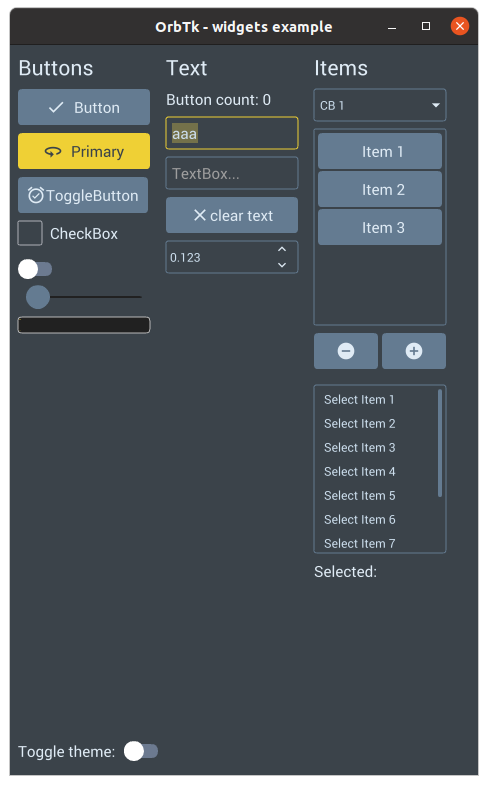 OrbTk - widgets example
Buttons
Button
Primary
ToggleButton
CheckBox
Text
Button count: 0
aaa
TextBox...
clear text
0.123
Items
CB 1
Item 1
Item 2
Item 3
Select Item 1
Select Item 2
Select Item 3
Select Item 4
Select Item 5
Select Item 6
Select Item 7
Selected:
Toggle theme: